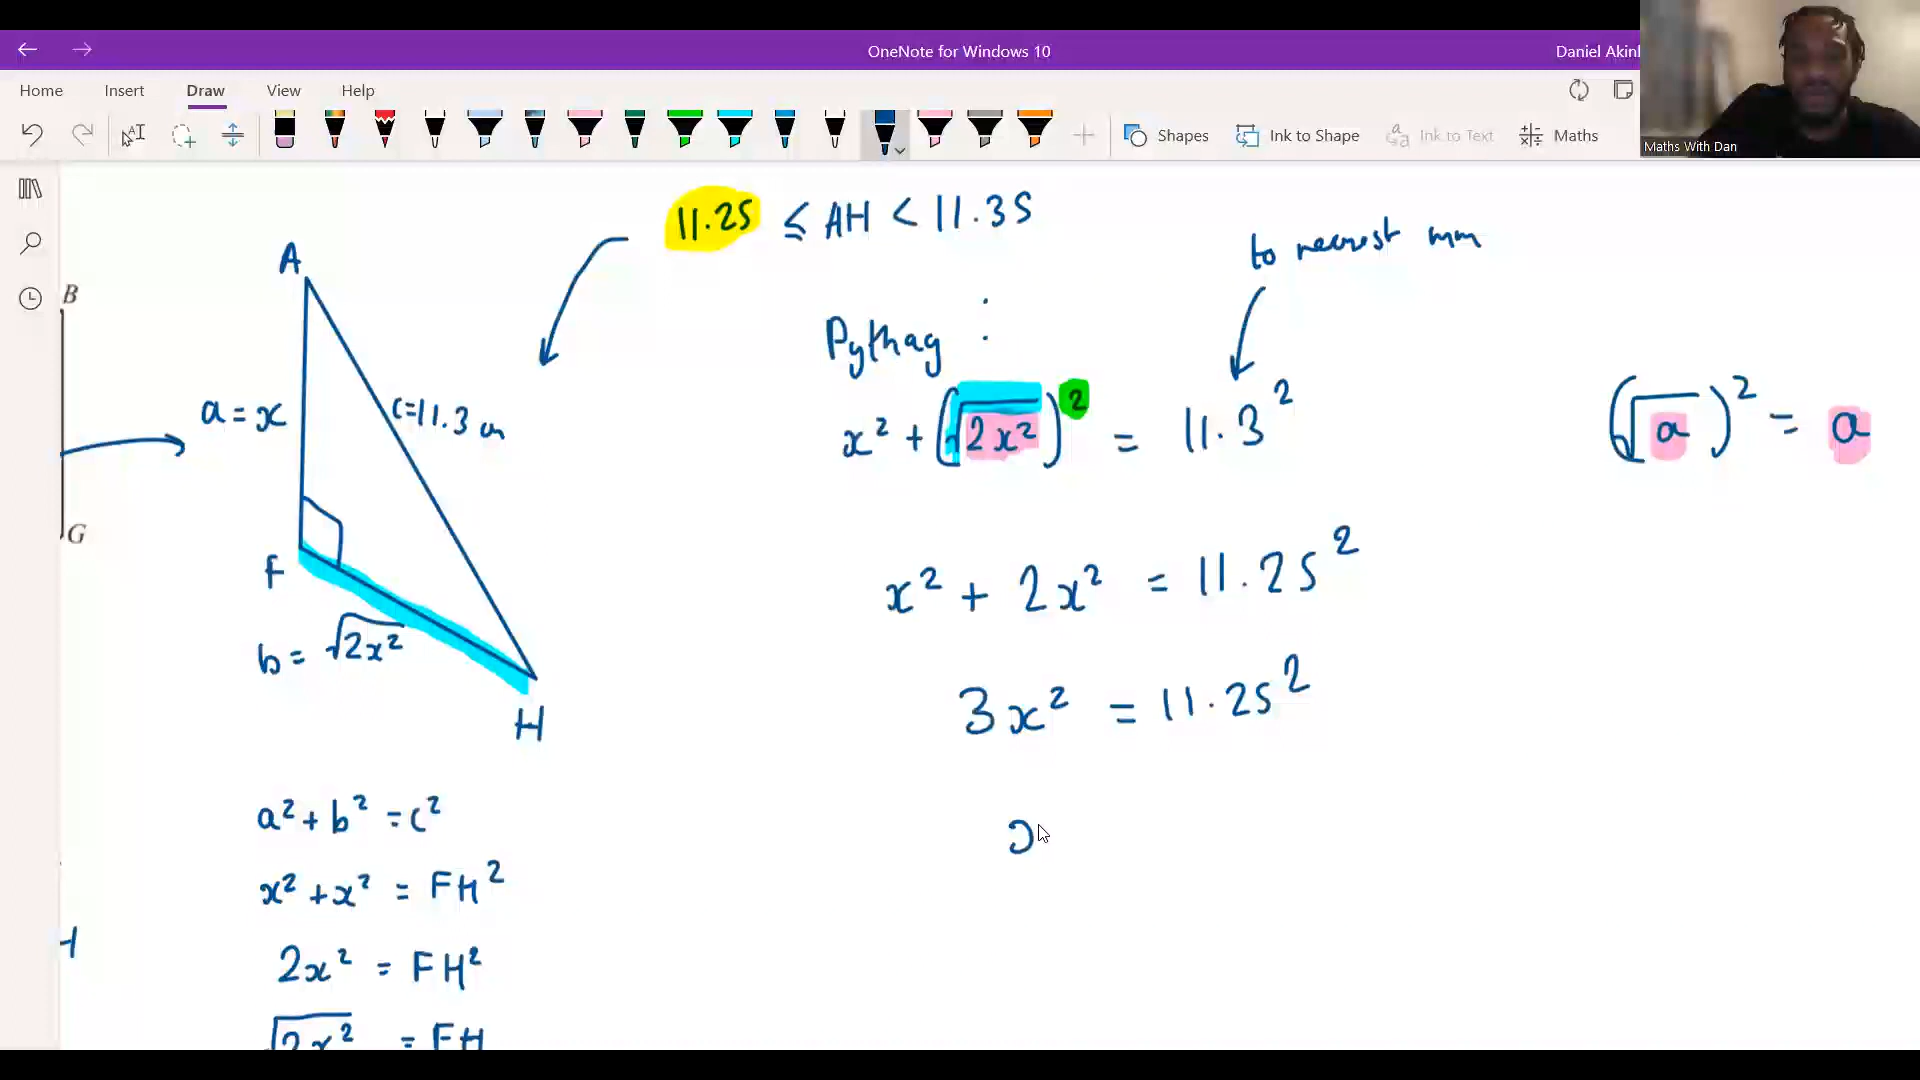 OneNote for Windows 10
Daniel Akinl
Home Insert Draw View Help
Shapes Ink to Shape Ink to Text Maths
Maths With Dan
11.25 ≤ AH < 11.35
to nearest mm
A
B
Pythag :
a = x
c=11.3 cm
x² + (√2x²)² = 11.3²
(√a)² = a
G
F
x² + 2x² = 11.25²
b = √2x²
H
3x² = 11.25²
a² + b² = c²
x² + x² = FH²
H
2x² = FH²
√2x² = FH